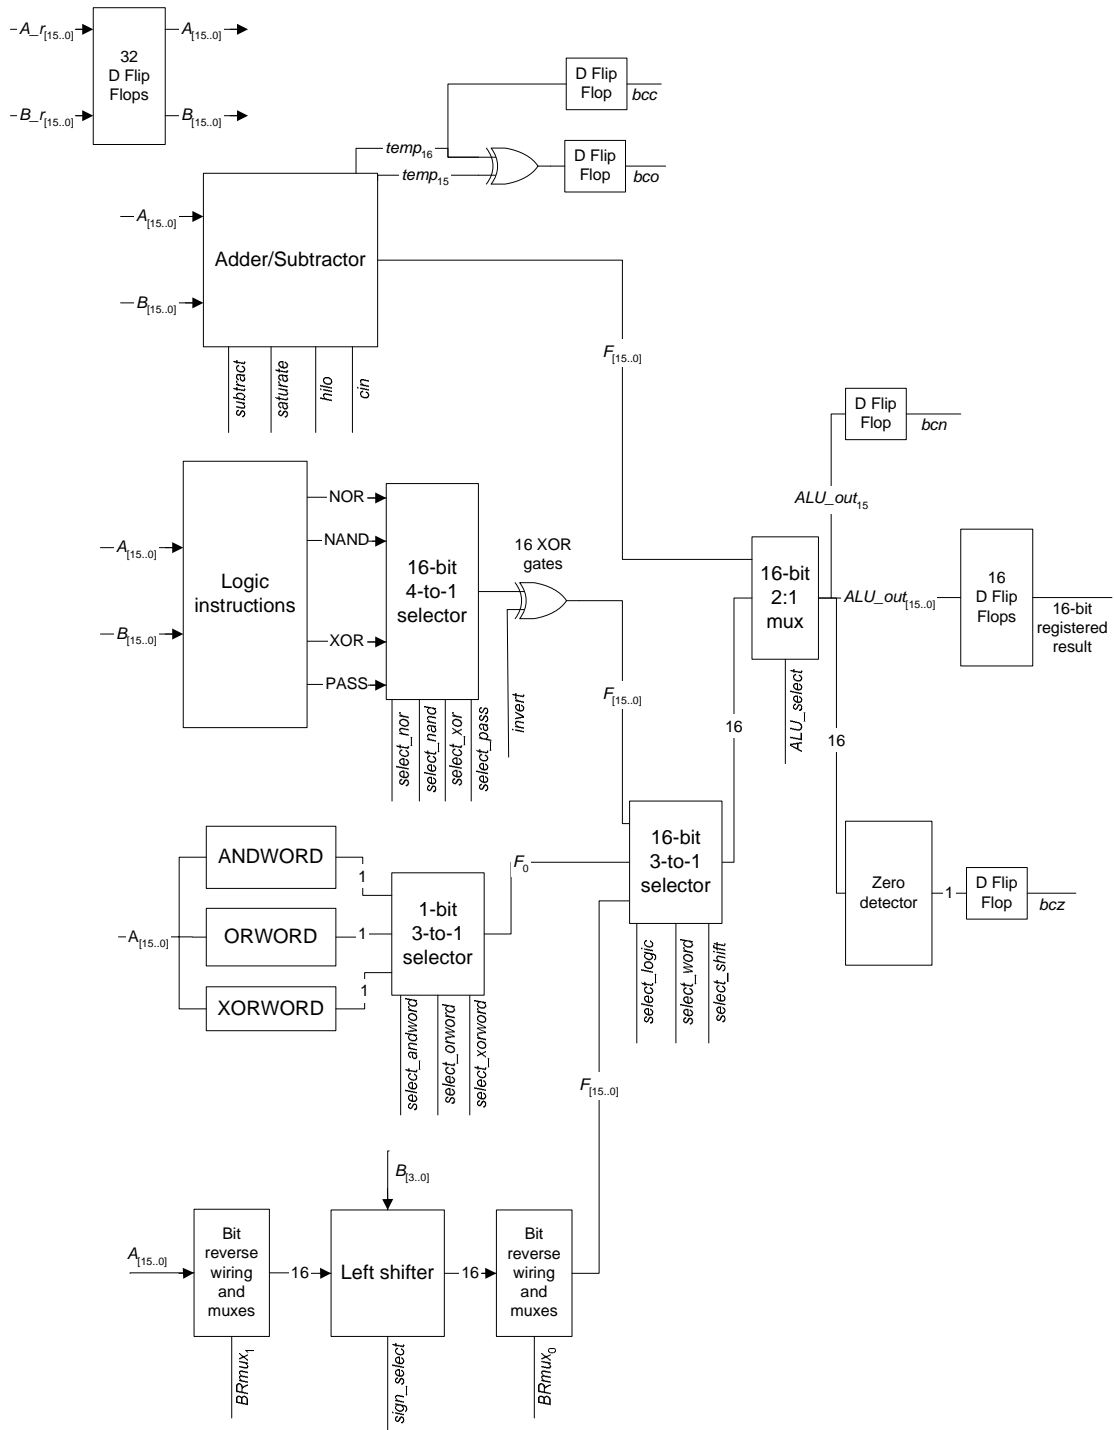 A_r[15..0]
A[15..0]
32
D Flip
Flops
B_r[15..0]
B[15..0]
D Flip
Flop
bcc
temp16
temp15
D Flip
Flop
bco
A[15..0]
Adder/Subtractor
B[15..0]
subtract
saturate
hilo
cin
F[15..0]
D Flip
Flop
bcn
ALU_out15
NOR
NAND
XOR
PASS
A[15..0]
Logic
instructions
B[15..0]
16-bit
4-to-1
selector
16 XOR
gates
select_nor
select_nand
select_xor
select_pass
invert
F[15..0]
16-bit
2:1
mux
ALU_select
ALU_out[15..0]
16
D Flip
Flops
16-bit
registered
result
16
16
ANDWORD
1
A[15..0]
ORWORD
1
XORWORD
1
1-bit
3-to-1
selector
select_andword
select_orword
select_xorword
F0
16-bit
3-to-1
selector
select_logic
select_word
select_shift
Zero
detector
1
D Flip
Flop
bcz
F[15..0]
B[3..0]
A[15..0]
Bit
reverse
wiring
and
muxes
BRmux1
16
Left shifter
sign_select
16
Bit
reverse
wiring
and
muxes
BRmux0